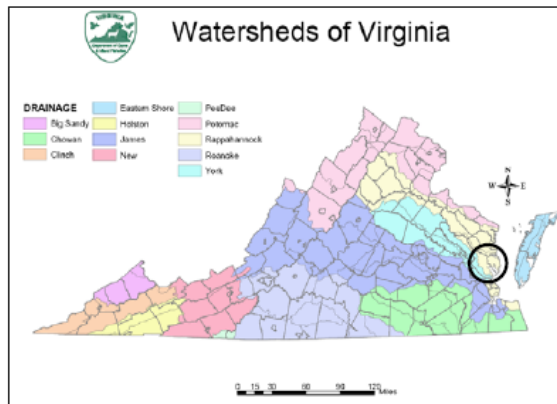 VIRGINIA
Watersheds of Virginia
DRAINAGE
Big Sandy
Chowan
Clinch
Eastern Shore
Holston
James
New
PeeDee
Potomac
Rappahannock
Roanoke
York
N
W E
S
0 15 30 60 90 120
Miles